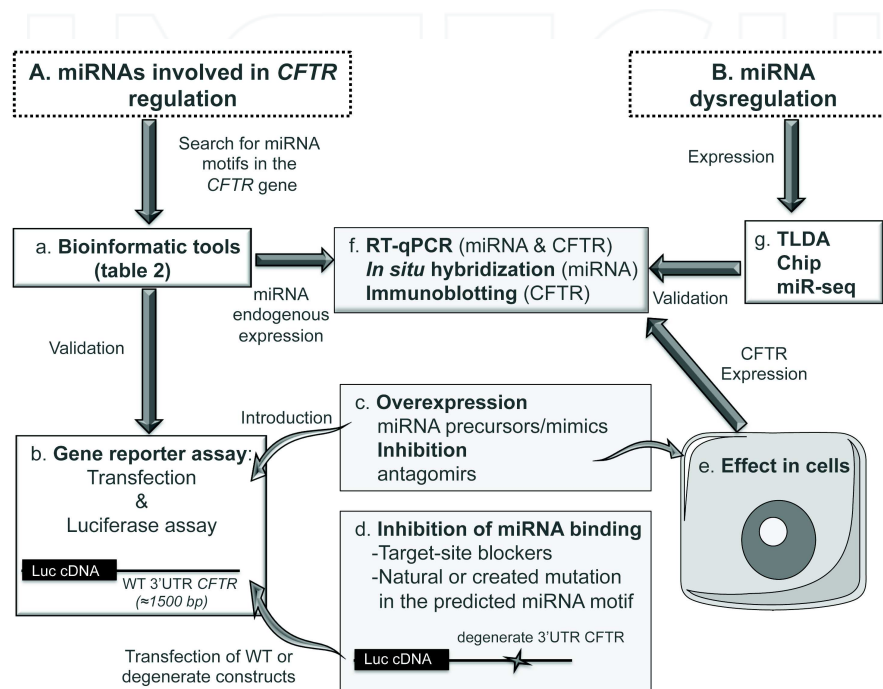 A. miRNAs involved in CFTR
regulation
B. miRNA
dysregulation
Search for miRNA
motifs in the
CFTR gene
Expression
a. Bioinformatic tools
(table 2)
miRNA
endogenous
expression
f. RT-qPCR (miRNA & CFTR)
In situ hybridization (miRNA)
Immunoblotting (CFTR)
Validation
g. TLDA
Chip
miR-seq
Validation
CFTR
Expression
Introduction
c. Overexpression
miRNA precursors/mimics
Inhibition
antagomirs
b. Gene reporter assay:
Transfection
&
Luciferase assay
Luc cDNA
WT 3'UTR CFTR
(≈1500 bp)
e. Effect in cells
d. Inhibition of miRNA binding
-Target-site blockers
-Natural or created mutation
in the predicted miRNA motif
degenerate 3'UTR CFTR
Luc cDNA
Transfection of WT or
degenerate constructs